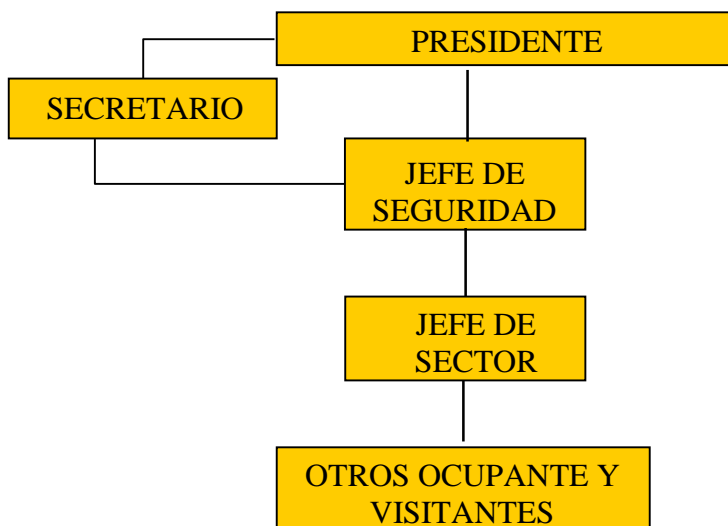 PRESIDENTE
SECRETARIO
JEFE DE
SEGURIDAD
JEFE DE
SECTOR
OTROS OCUPANTE Y
VISITANTES